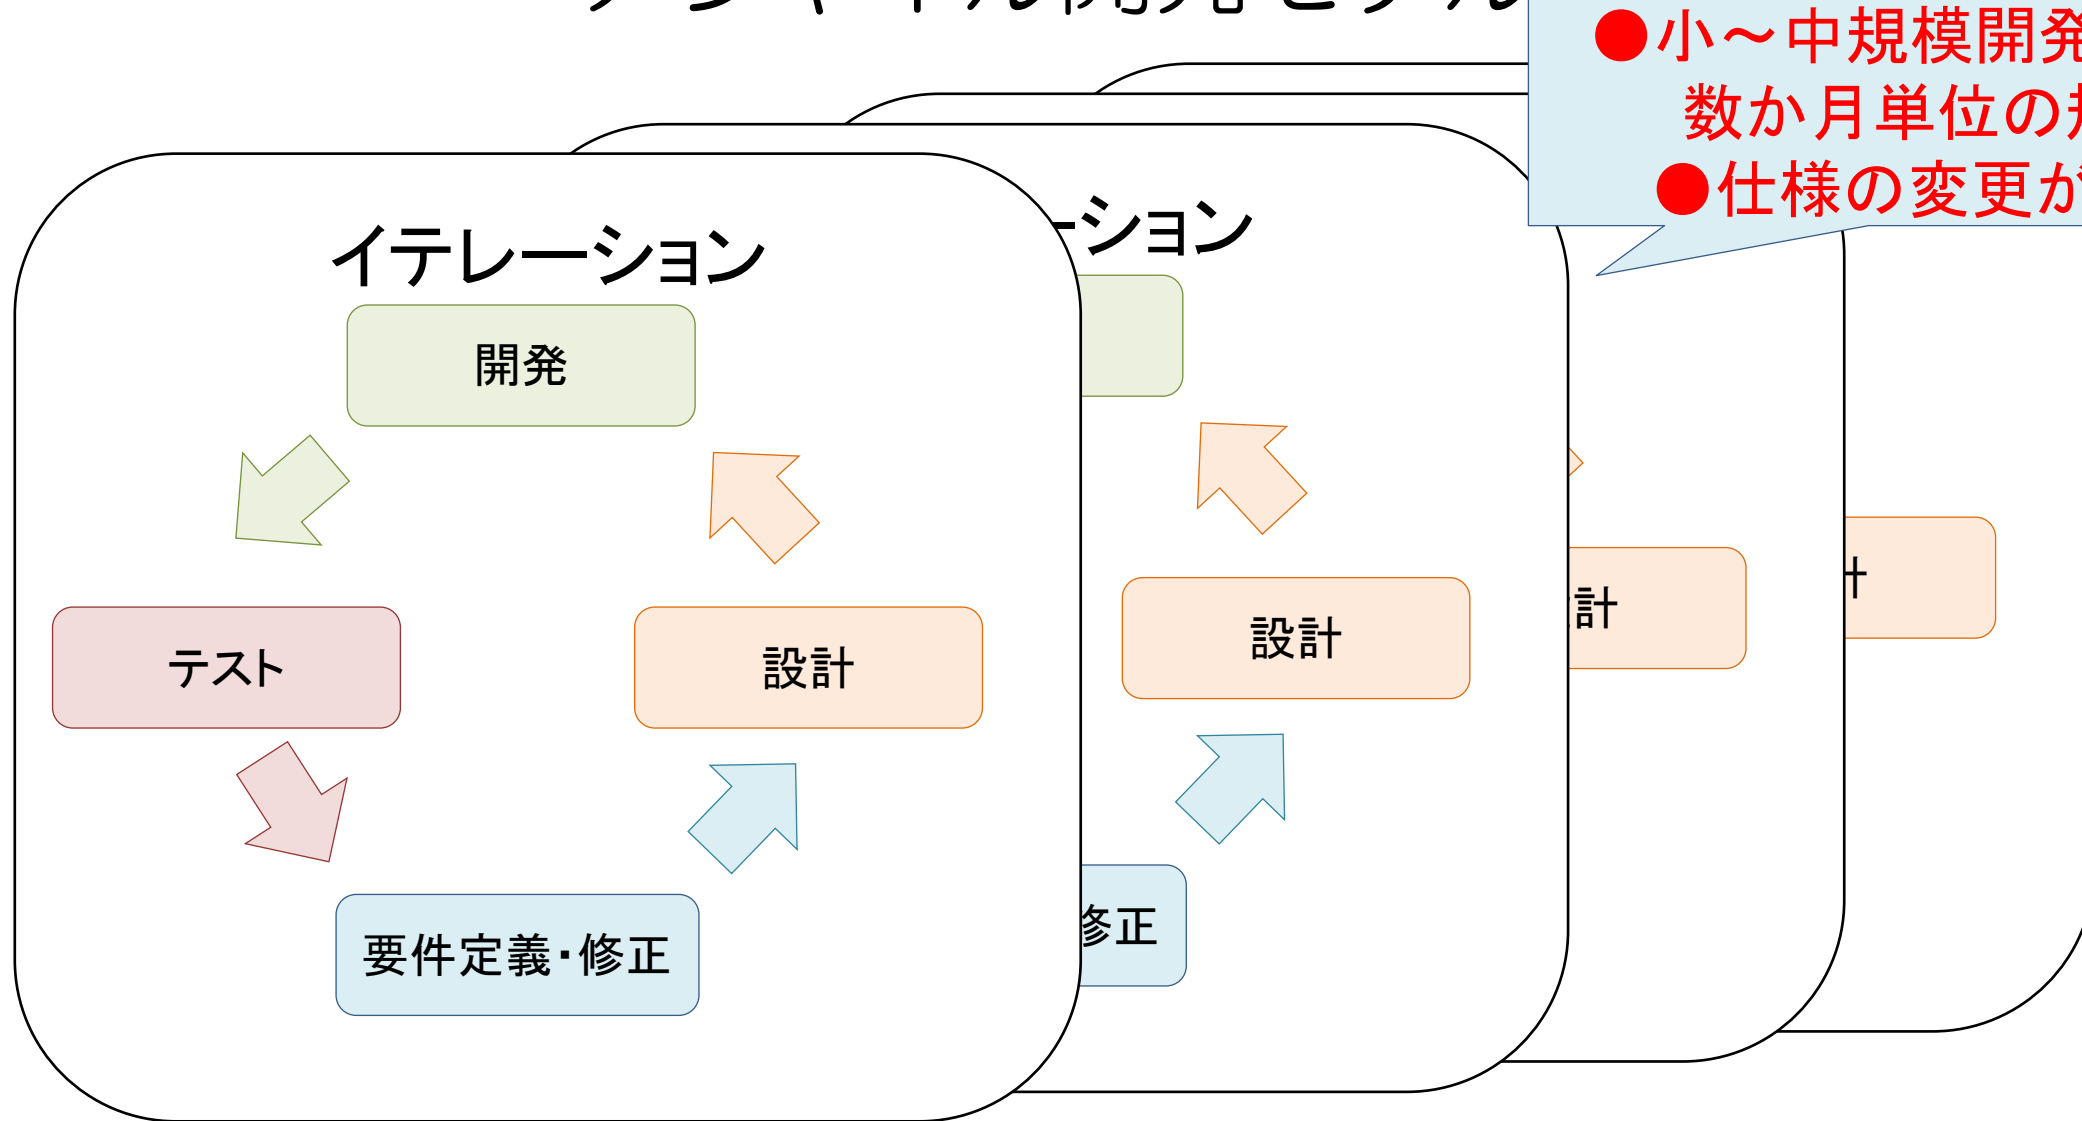 ●小～中規模開発
数か月単位の
●仕様の変更が
イテレーション
ーション
開発
テスト
設計
設計
計
要件定義・修正
修正